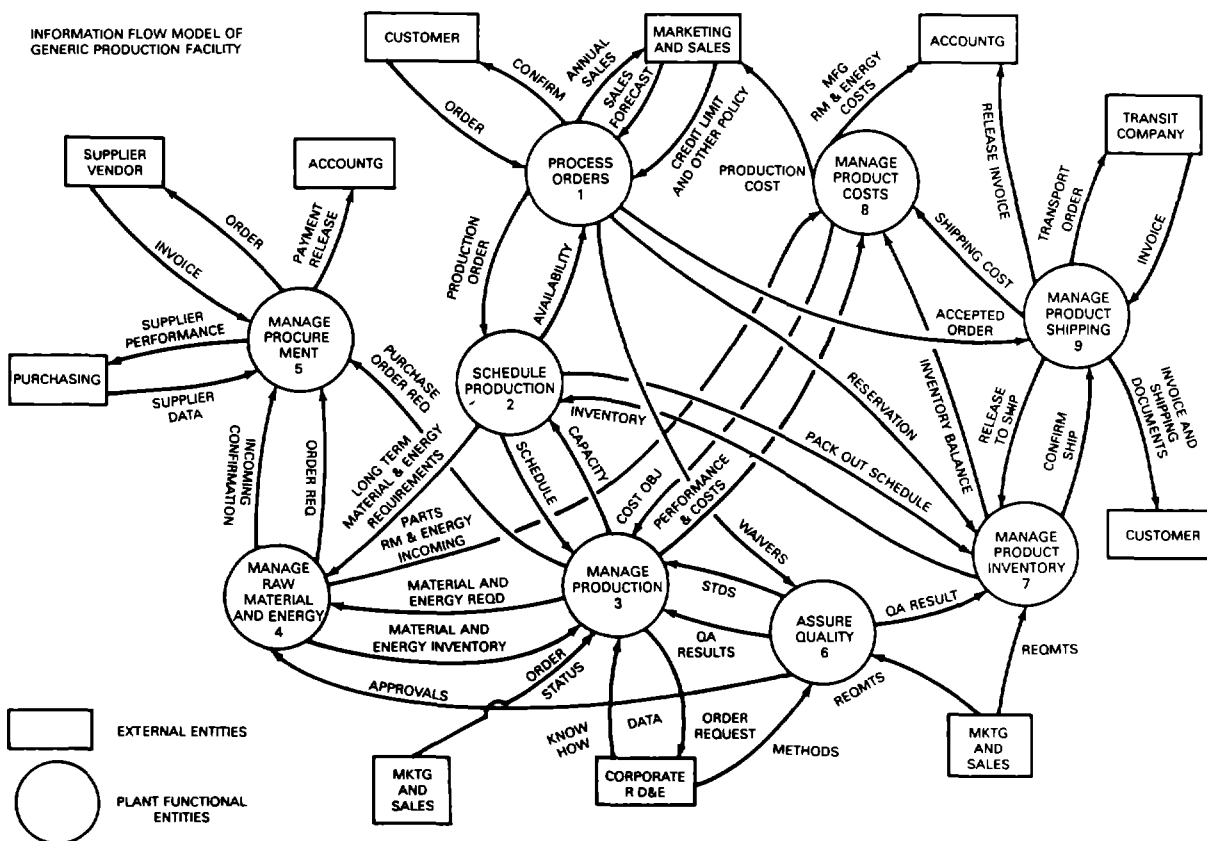 INFORMATION FLOW MODEL OF
GENERIC PRODUCTION FACILITY
CUSTOMER
MARKETING
AND SALES
ACCOUNTG
TRANSIT
COMPANY
SUPPLIER
VENDOR
ACCOUNTG
CONFIRM
ORDER
ANNUAL
SALES
SALES
FORECAST
CREDIT LIMIT
AND OTHER POLICY
PRODUCTION
COST
MFG
RM & ENERGY
COSTS
RELEASE INVOICE
TRANSPORT
ORDER
INVOICE
PROCESS
ORDERS
1
MANAGE
PRODUCT
COSTS
8
ORDER
INVOICE
PAYMENT
RELEASE
PRODUCTION
ORDER
AVAILABILITY
SHIPPING COST
ACCEPTED
ORDER
MANAGE
PRODUCT
SHIPPING
9
SUPPLIER
PERFORMANCE
MANAGE
PROCURE
MENT
5
PURCHASING
SUPPLIER
DATA
PURCHASE
ORDER REQ
SCHEDULE
PRODUCTION
2
INVENTORY
RESERVATION
INVENTORY BALANCE
RELEASE
TO SHIP
CONFIRM
SHIP
INVOICE AND
SHIPPING
DOCUMENTS
INCOMING
CONFIRMATION
ORDER REQ
LONG TERM
MATERIAL & ENERGY
REQUIREMENTS
SCHEDULE
CAPACITY
COST OBJ
PERFORMANCE
& COSTS
PACK OUT SCHEDULE
PARTS
RM & ENERGY
INCOMING
WAIVERS
CUSTOMER
MANAGE
RAW
MATERIAL
AND ENERGY
4
MATERIAL AND
ENERGY REQD
MANAGE
PRODUCTION
3
STDS
MANAGE
PRODUCT
INVENTORY
7
MATERIAL AND
ENERGY INVENTORY
QA
RESULTS
ASSURE
QUALITY
6
QA RESULT
APPROVALS
ORDER
STATUS
REQMTS
REQMTS
KNOW
HOW
DATA
ORDER
REQUEST
METHODS
EXTERNAL ENTITIES
MKTG
AND
SALES
CORPORATE
R D&E
MKTG
AND
SALES
PLANT FUNCTIONAL
ENTITIES